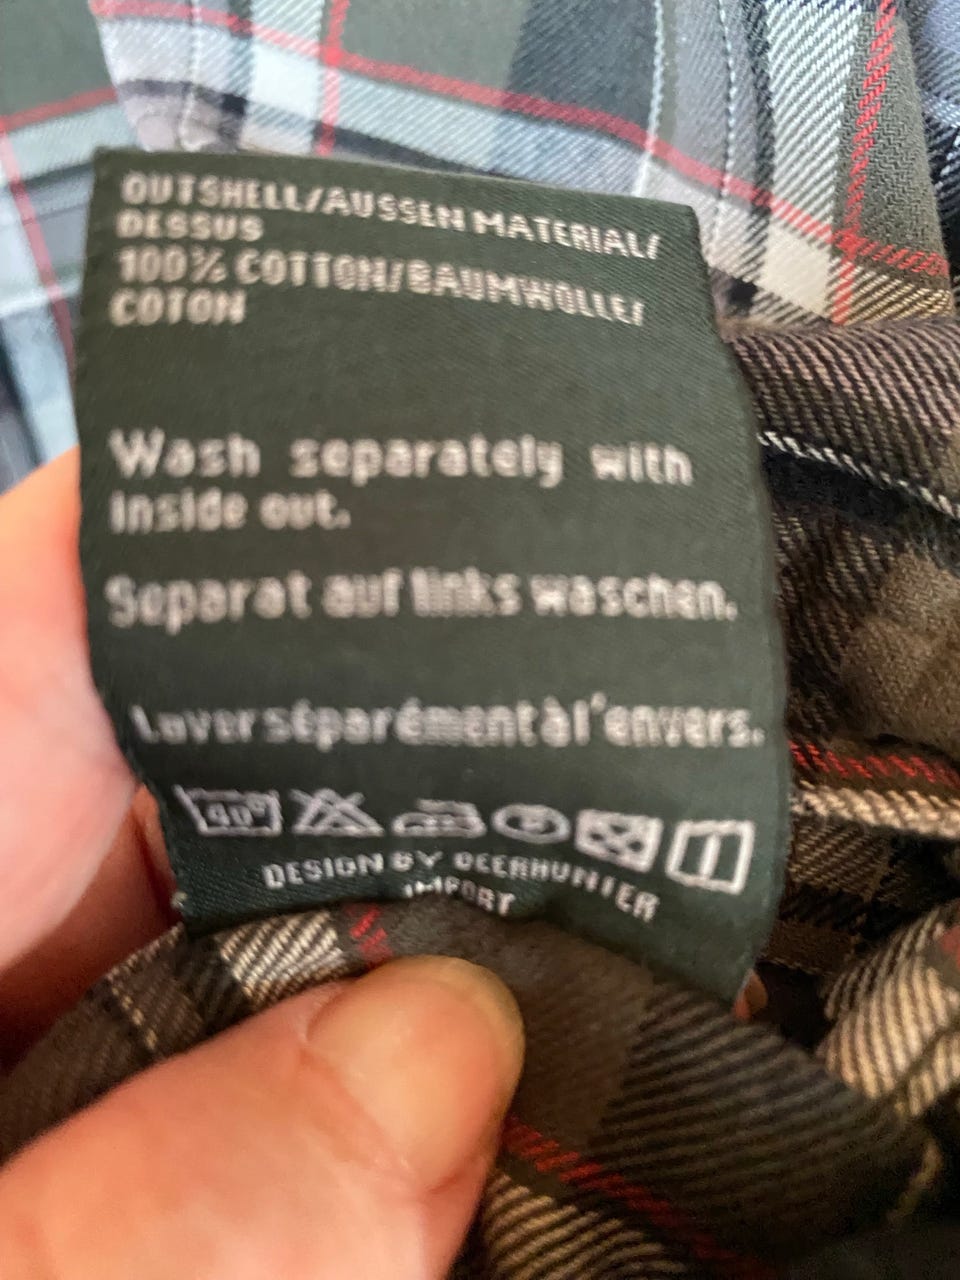 OUTSHELL/AUSSEN MATERIAL/
DESSUS
100% COTTON/BAUMWOLLE/
COTON
Wash separately with
inside out.
Separat auf links waschen.
Laver séparément à l'envers.
40°
DESIGN BY DEERHUNTER
IMPORT